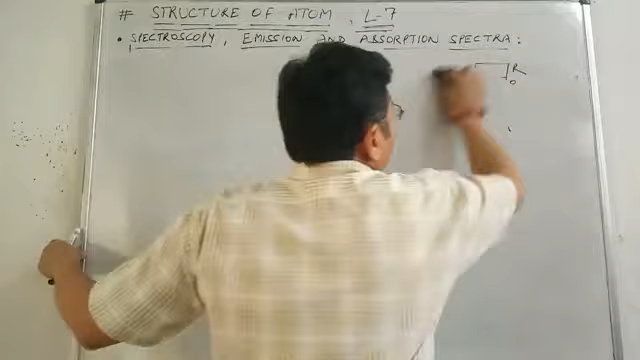 # STRUCTURE OF ATOM, L-7
• SPECTROSCOPY, EMISSION AND ABSORPTION SPECTRA:
R
O